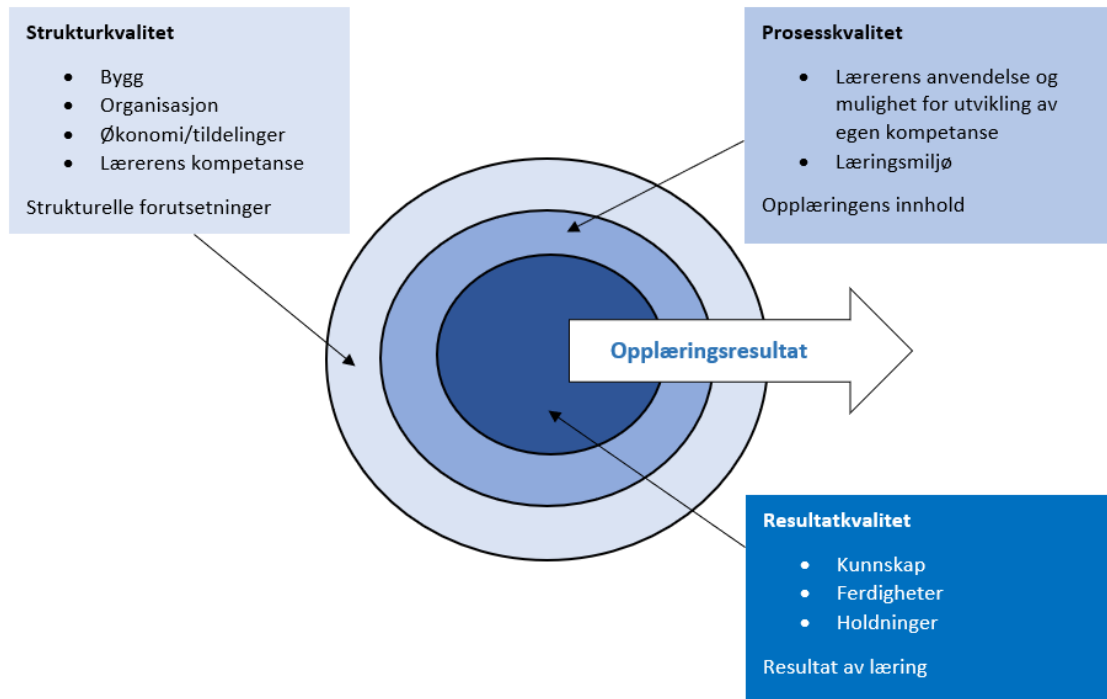 Strukturkvalitet
• Bygg
• Organisasjon
• Økonomi/tildelinger
• Lærerens kompetanse
Strukturelle forutsetninger
Prosesskvalitet
• Lærerens anvendelse og
mulighet for utvikling av
egen kompetanse
• Læringsmiljø
Opplæringens innhold
Opplæringsresultat
Resultatkvalitet
• Kunnskap
• Ferdigheter
• Holdninger
Resultat av læring